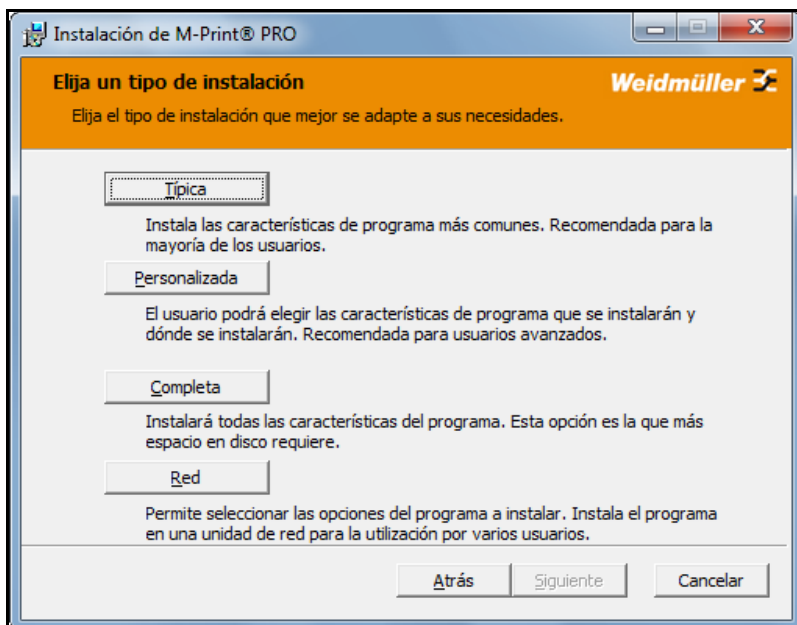 Instalación de M-Print® PRO
Elija un tipo de instalación
Weidmüller
Elija el tipo de instalación que mejor se adapte a sus necesidades.
Típica
Instala las características de programa más comunes. Recomendada para la
mayoría de los usuarios.
Personalizada
El usuario podrá elegir las características de programa que se instalarán y
dónde se instalarán. Recomendada para usuarios avanzados.
Completa
Instalará todas las características del programa. Esta opción es la que más
espacio en disco requiere.
Red
Permite seleccionar las opciones del programa a instalar. Instala el programa
en una unidad de red para la utilización por varios usuarios.
Atrás
Siguiente
Cancelar